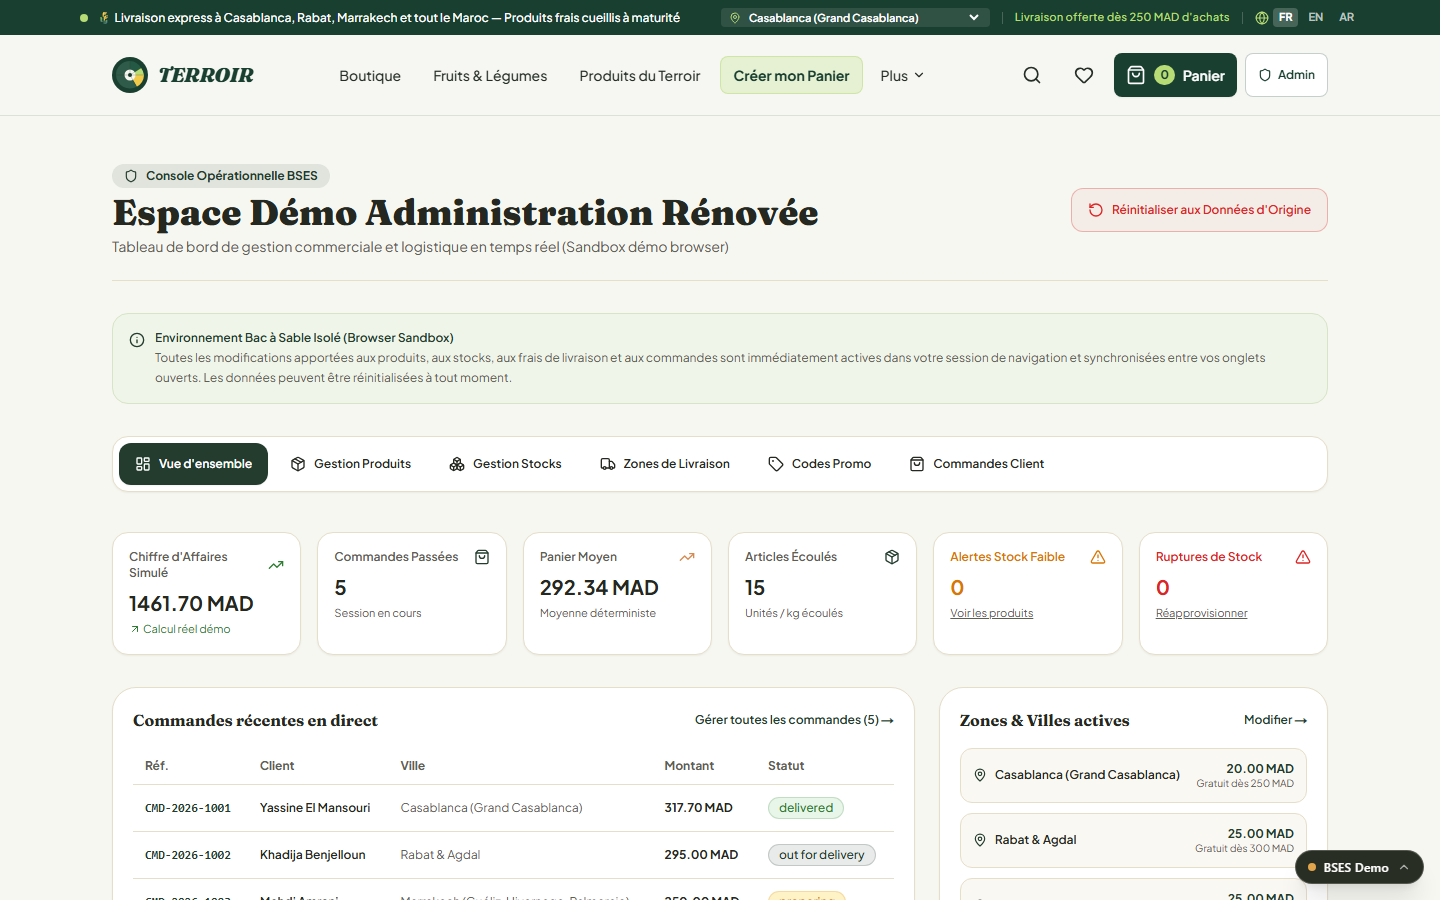 Livraison express à Casablanca, Rabat, Marrakech et tout le Maroc — Produits frais cueillis à maturité
Casablanca (Grand Casablanca)
Livraison offerte dès 250 MAD d'achats
FR EN AR
TERROIR
Boutique
Fruits & Légumes
Produits du Terroir
Créer mon Panier
Plus
0 Panier
Admin
Console Opérationnelle BSES
Espace Démo Administration Rénovée
Tableau de bord de gestion commerciale et logistique en temps réel (Sandbox démo browser)
Réinitialiser aux Données d'Origine
Environnement Bac à Sable Isolé (Browser Sandbox)
Toutes les modifications apportées aux produits, aux stocks, aux frais de livraison et aux commandes sont immédiatement actives dans votre session de navigation et synchronisées entre vos onglets
ouverts. Les données peuvent être réinitialisées à tout moment.
Vue d'ensemble
Gestion Produits
Gestion Stocks
Zones de Livraison
Codes Promo
Commandes Client
Chiffre d'Affaires
Simulé
1461.70 MAD
Calcul réel démo
Commandes Passées
5
Session en cours
Panier Moyen
292.34 MAD
Moyenne déterministe
Articles Écoulés
15
Unités / kg écoulés
Alertes Stock Faible
0
Voir les produits
Ruptures de Stock
0
Réapprovisionner
Commandes récentes en direct
Gérer toutes les commandes (5) →
Réf. Client Ville Montant Statut
CMD-2026-1001 Yassine El Mansouri Casablanca (Grand Casablanca) 317.70 MAD delivered
CMD-2026-1002 Khadija Benjelloun Rabat & Agdal 295.00 MAD out for delivery
Zones & Villes actives
Modifier →
Casablanca (Grand Casablanca)
20.00 MAD
Gratuit dès 250 MAD
Rabat & Agdal
25.00 MAD
Gratuit dès 300 MAD
25.00 MAD
BSES Demo